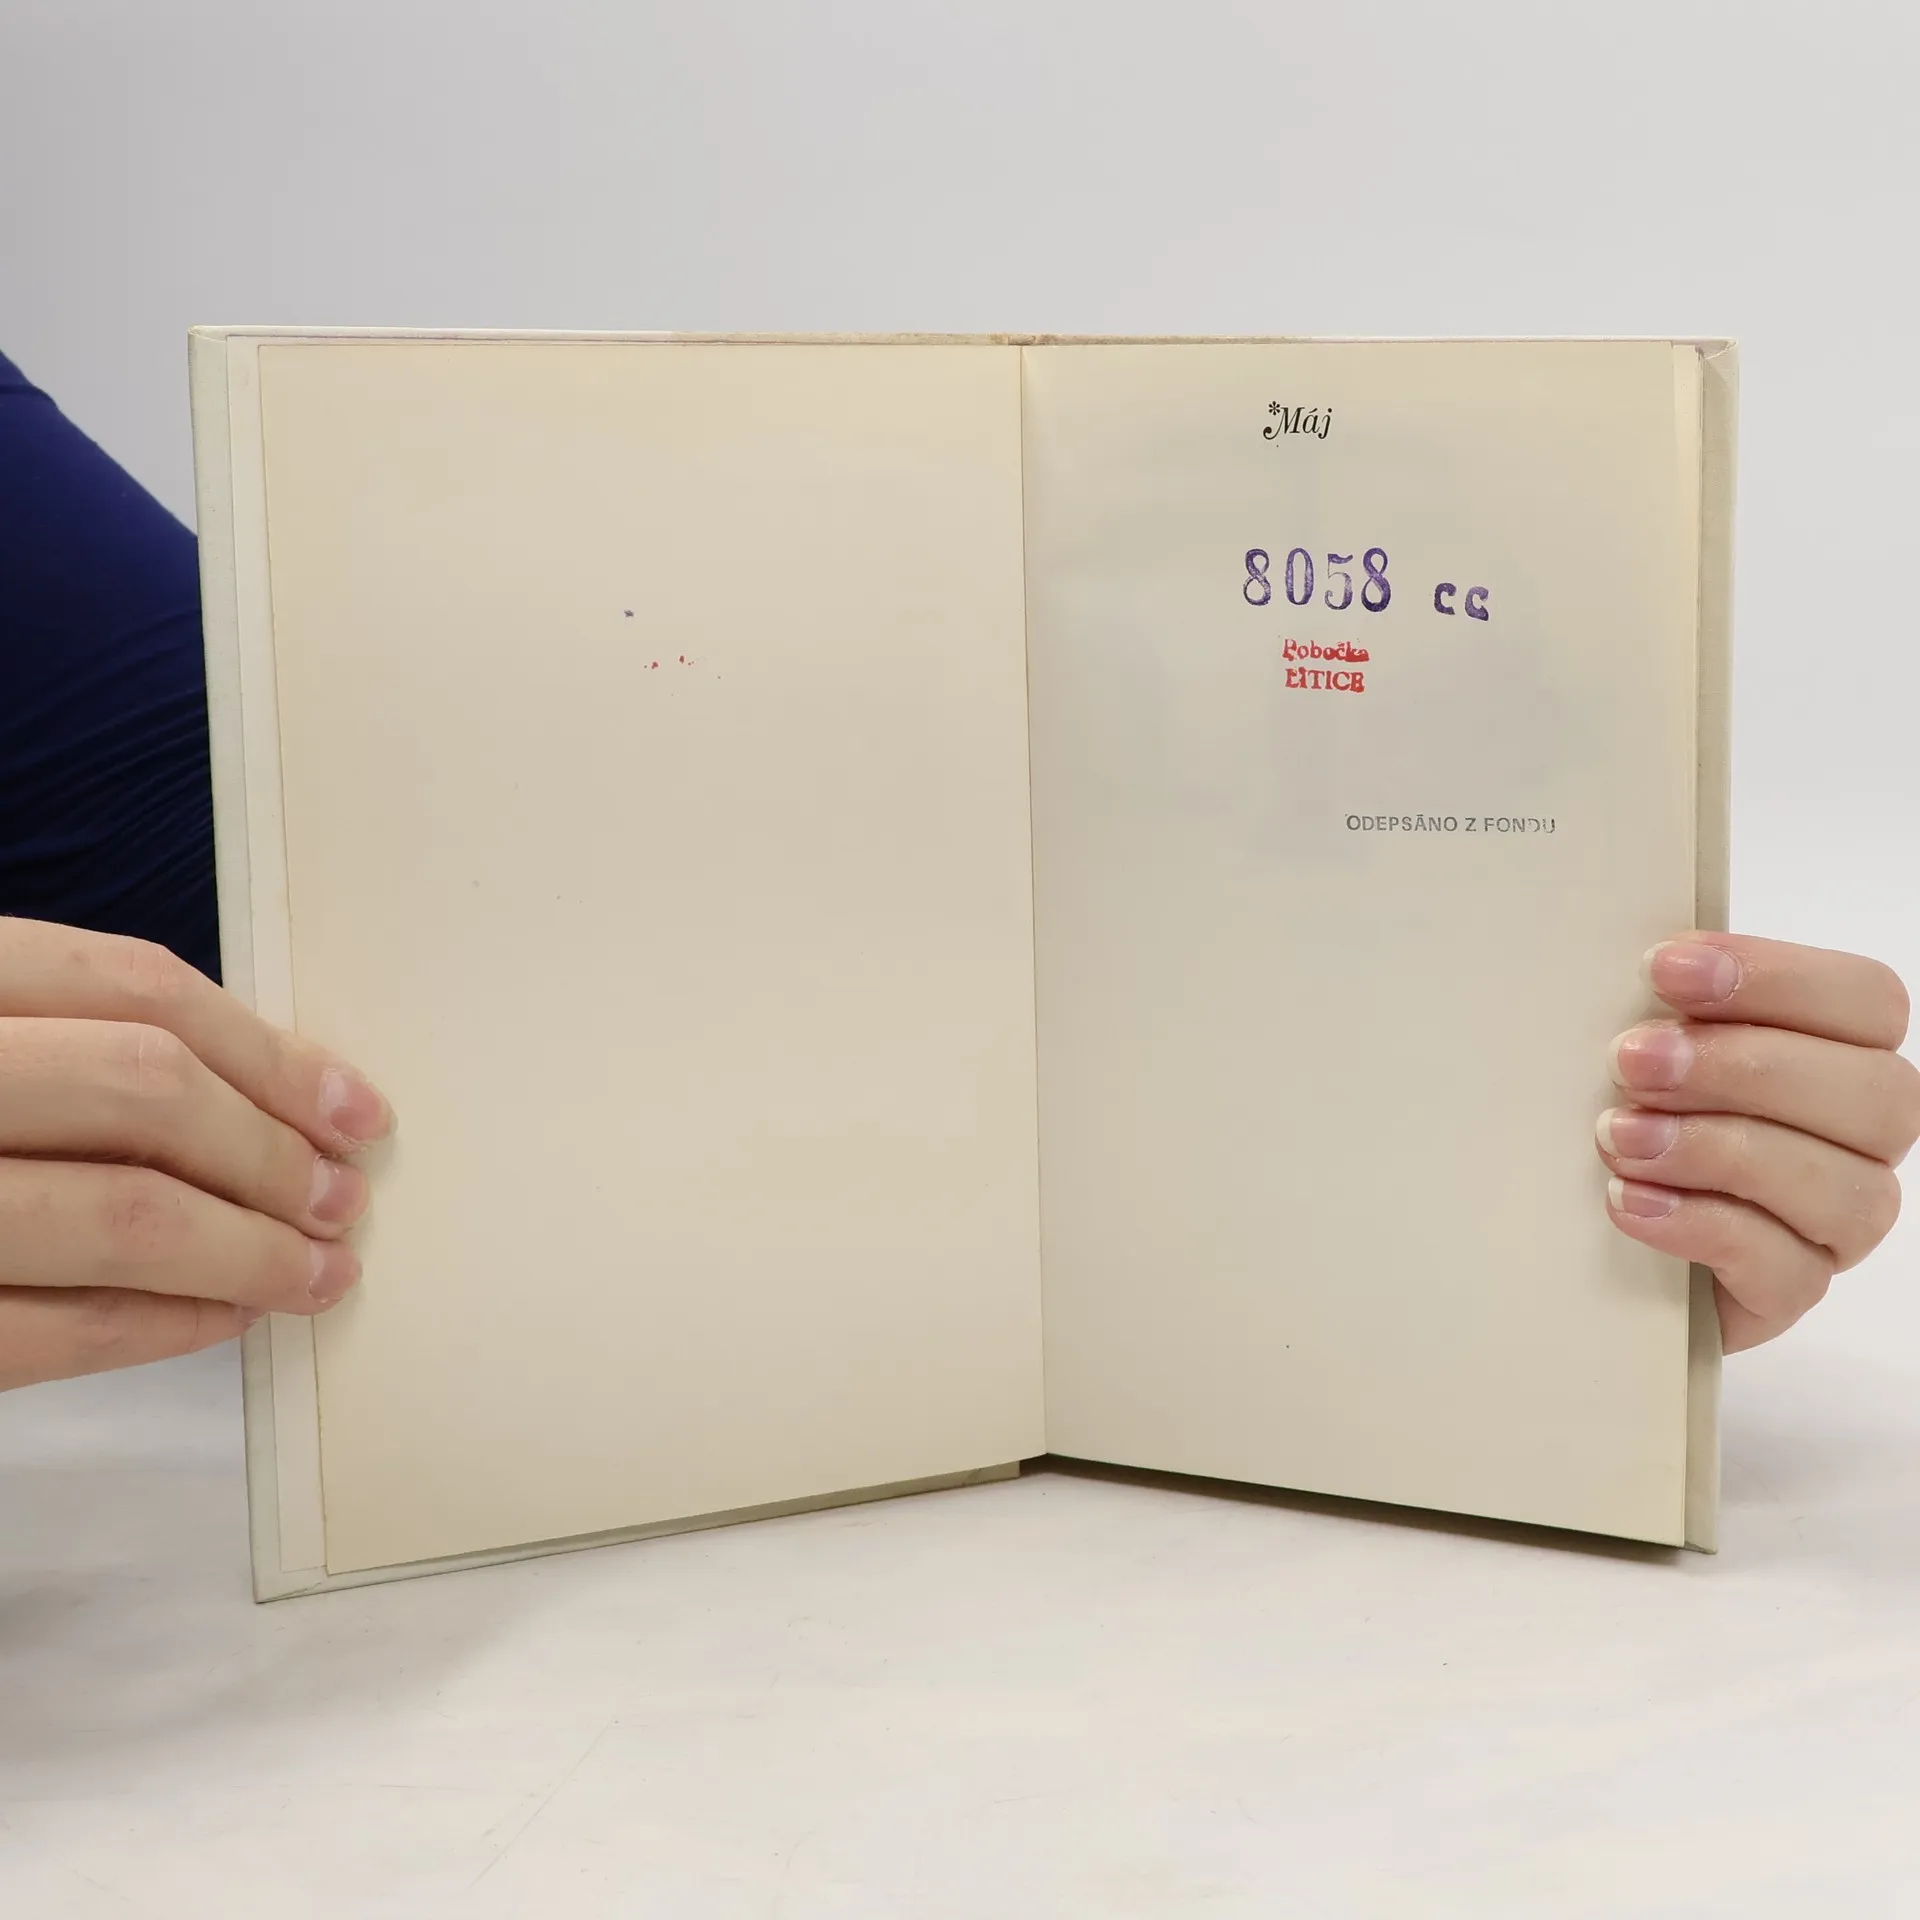 *Máj
8058 cc
Pobočka
LITICE
ODEPSÁNO Z FONDU